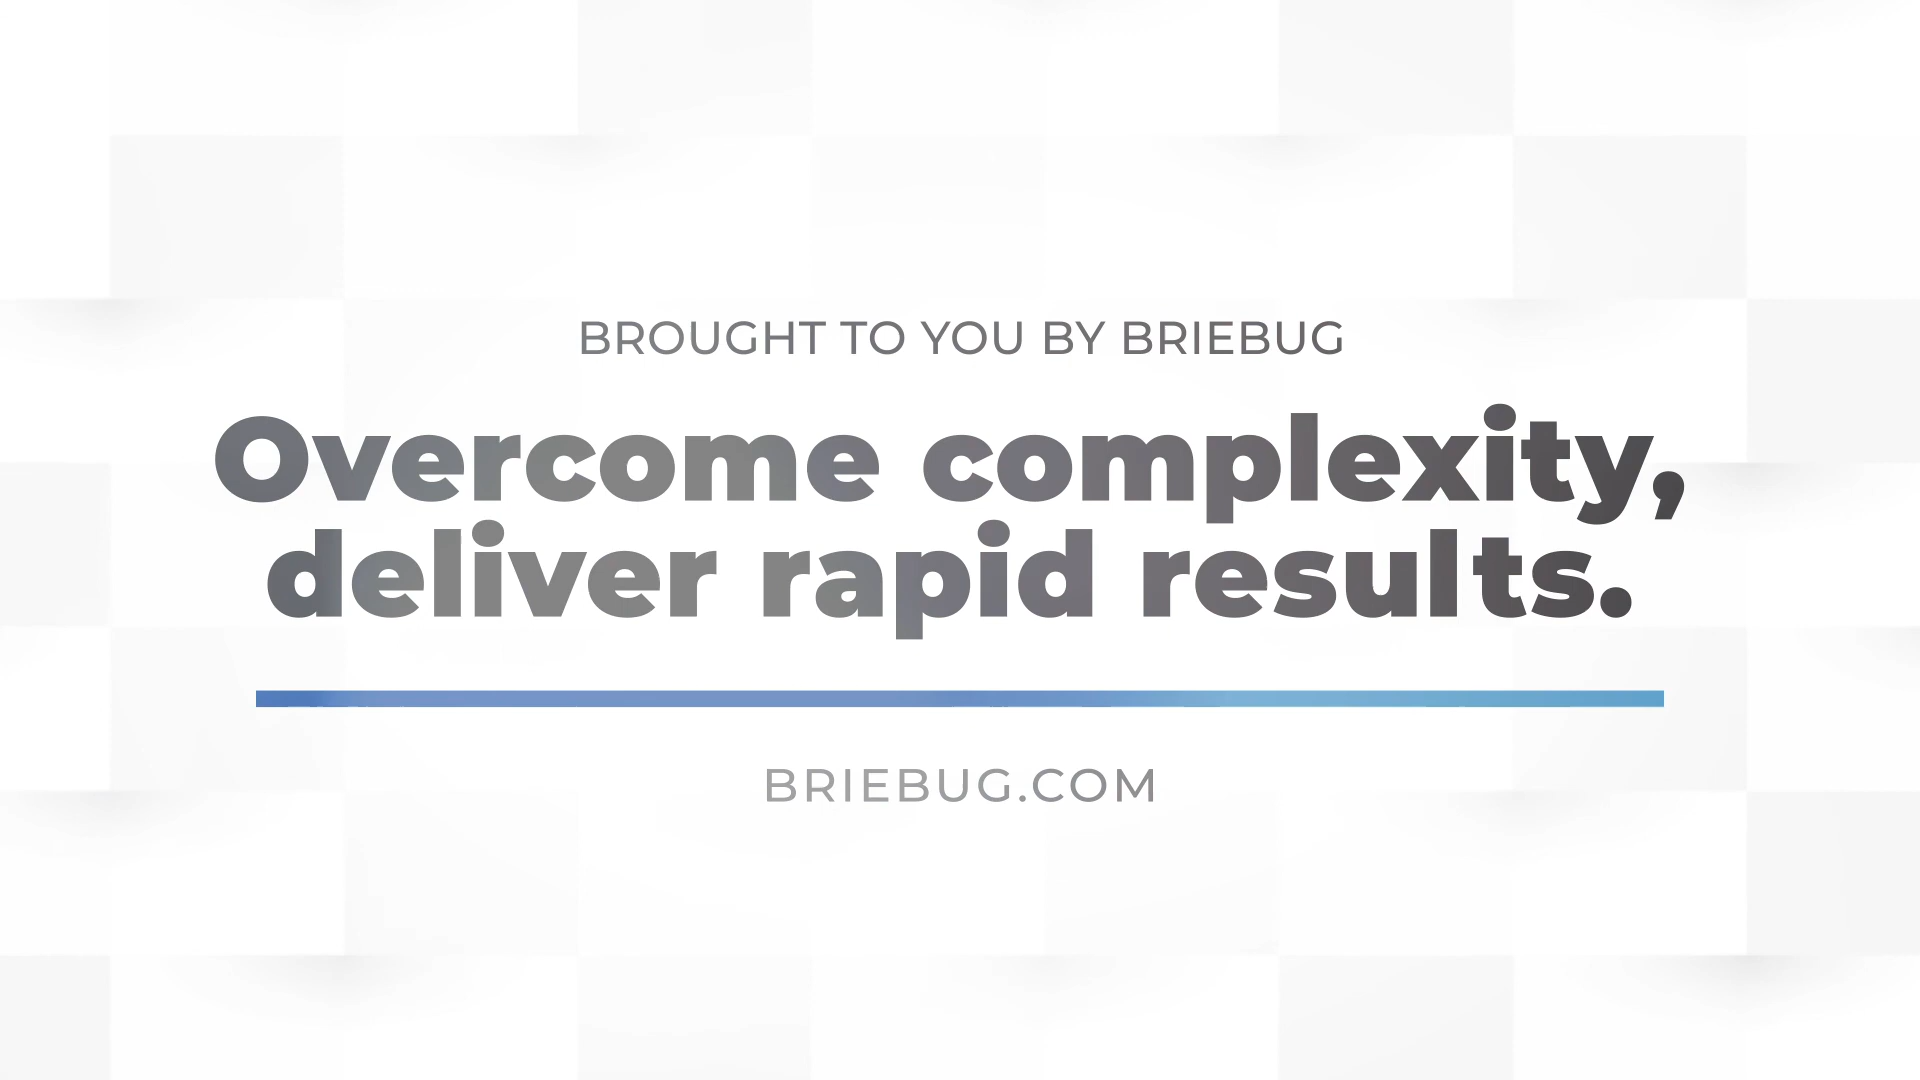 BROUGHT TO YOU BY BRIEBUG
Overcome complexity,
deliver rapid results.
BRIEBUG.COM